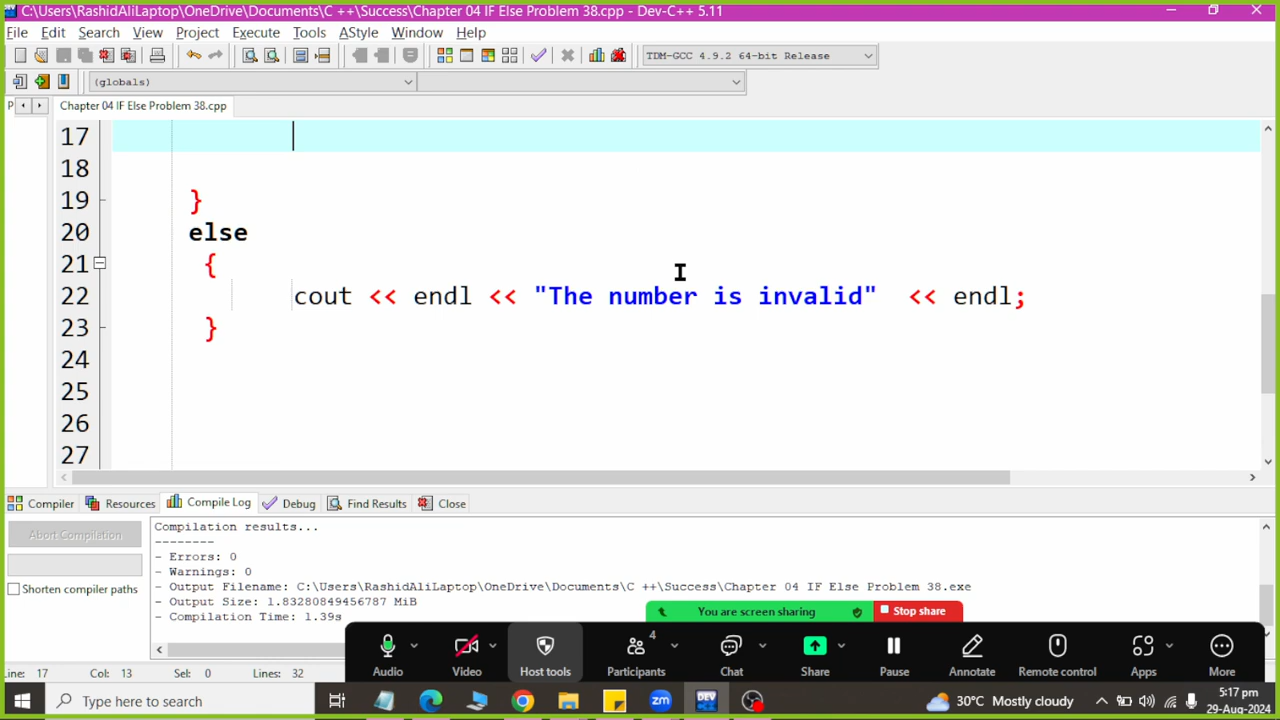 C:\Users\RashidAliLaptop\OneDrive\Documents\C ++\Success\Chapter 04 IF Else Problem 38.cpp - Dev-C++ 5.11
File Edit Search View Project Execute Tools AStyle Window Help
TDM-GCC 4.9.2 64-bit Release
(globals)
P Chapter 04 IF Else Problem 38.cpp
17
18
19 }
20 else
21 {
22 cout << endl << "The number is invalid" << endl;
23 }
24
25
26
27
Compiler Resources Compile Log Debug Find Results Close
Abort Compilation
Shorten compiler paths
Compilation results...
--------
- Errors: 0
- Warnings: 0
- Output Filename: C:\Users\RashidAliLaptop\OneDrive\Documents\C ++\Success\Chapter 04 IF Else Problem 38.exe
- Output Size: 1.83280849456787 MiB
- Compilation Time: 1.39s
You are screen sharing Stop share
4
Audio Video Host tools Participants Chat Share Pause Annotate Remote control Apps More
Line: 17 Col: 13 Sel: 0 Lines: 32
Type here to search
zm
DEV
30°C Mostly cloudy
5:17 pm
29-Aug-2024